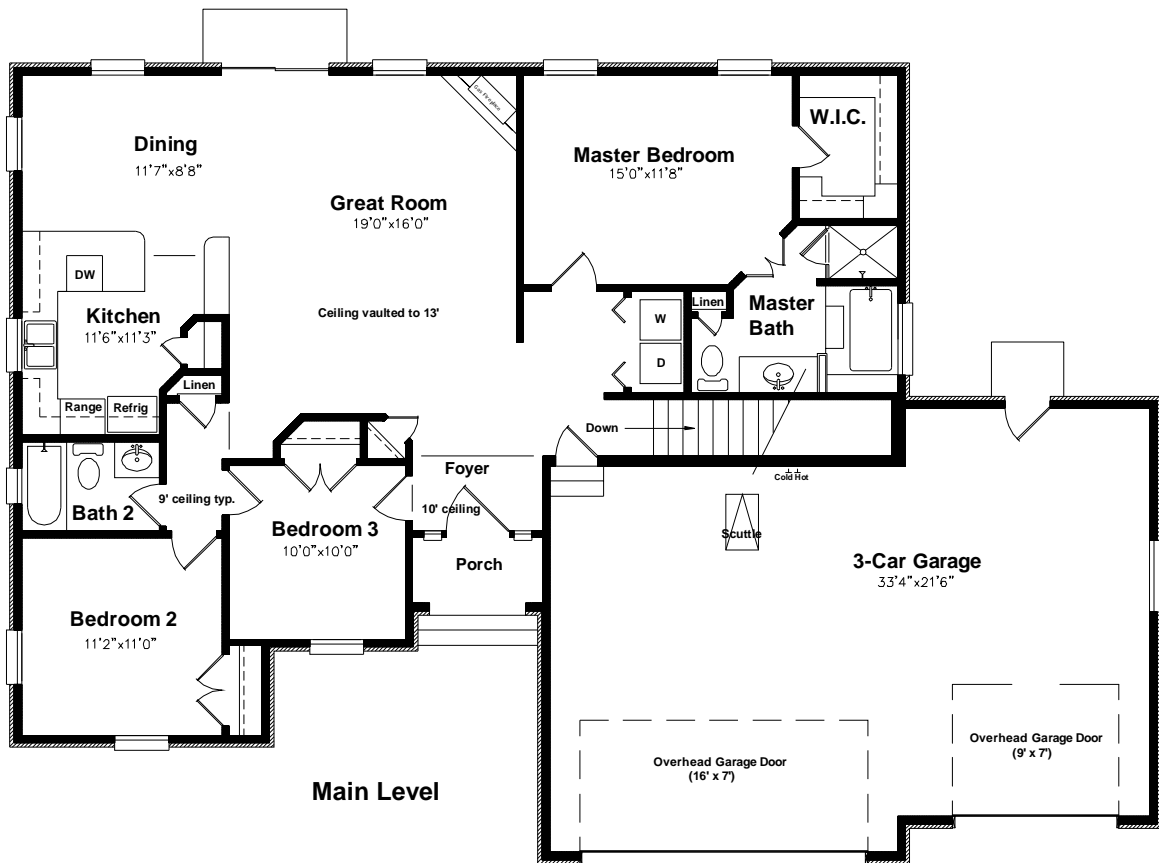 Gas Fireplace
Dining
11'7"x8'8"
Great Room
19'0"x16'0"
Master Bedroom
15'0"x11'8"
W.I.C.
DW
Kitchen
11'6"x11'3"
Ceiling vaulted to 13'
W
D
Linen
Master
Bath
Linen
Range
Refrig
Down
Cold Hot
Bath 2
9' ceiling typ.
Foyer
10' ceiling
Bedroom 3
10'0"x10'0"
Porch
Scuttle
3-Car Garage
33'4"x21'6"
Bedroom 2
11'2"x11'0"
Overhead Garage Door
(16' x 7')
Overhead Garage Door
(9' x 7')
Main Level